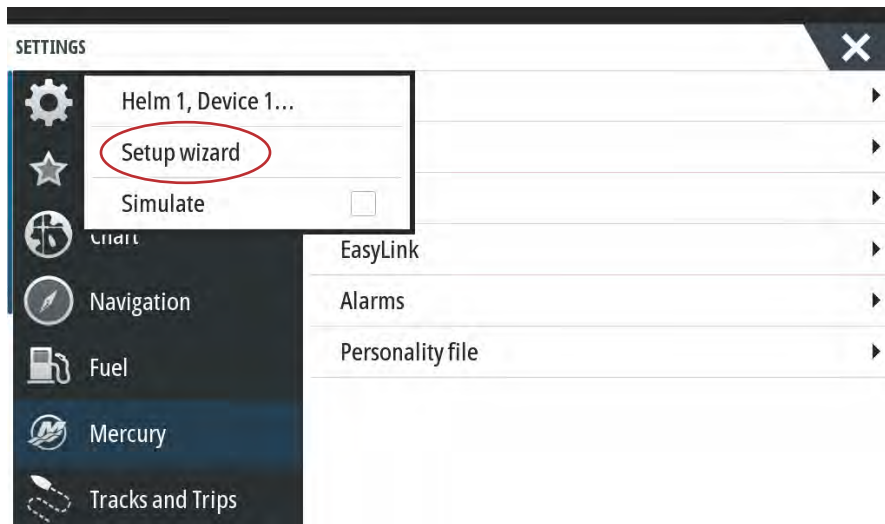 SETTINGS
Helm 1, Device 1...
Setup wizard
Simulate
Chart
EasyLink
Navigation
Alarms
Personality file
Fuel
Mercury
Tracks and Trips